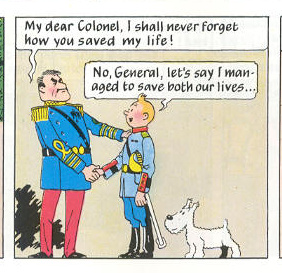 My dear Colonel, I shall never forget
how you saved my life!
No, General, let's say I man-
aged to save both our lives...